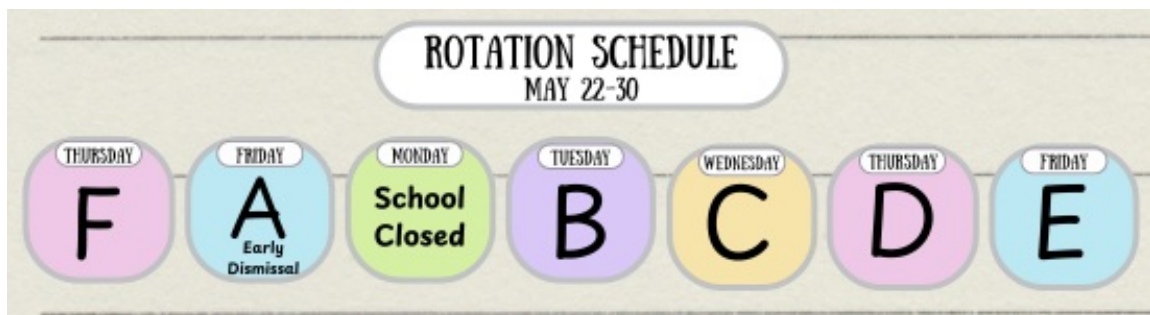 ROTATION SCHEDULE
MAY 22-30
THURSDAY
F
FRIDAY
A
Early
Dismissal
MONDAY
School
Closed
TUESDAY
B
WEDNESDAY
C
THURSDAY
D
FRIDAY
E